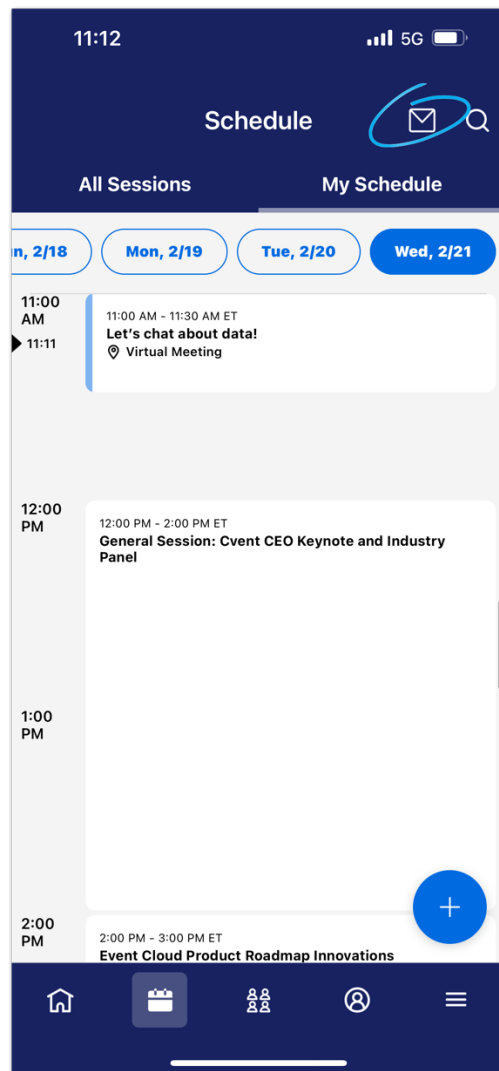 11:12
5G
Schedule
All Sessions
My Schedule
n, 2/18
Mon, 2/19
Tue, 2/20
Wed, 2/21
11:00
AM
11:11
11:00 AM - 11:30 AM ET
Let's chat about data!
Virtual Meeting
12:00
PM
12:00 PM - 2:00 PM ET
General Session: Cvent CEO Keynote and Industry
Panel
1:00
PM
2:00
PM
2:00 PM - 3:00 PM ET
Event Cloud Product Roadmap Innovations